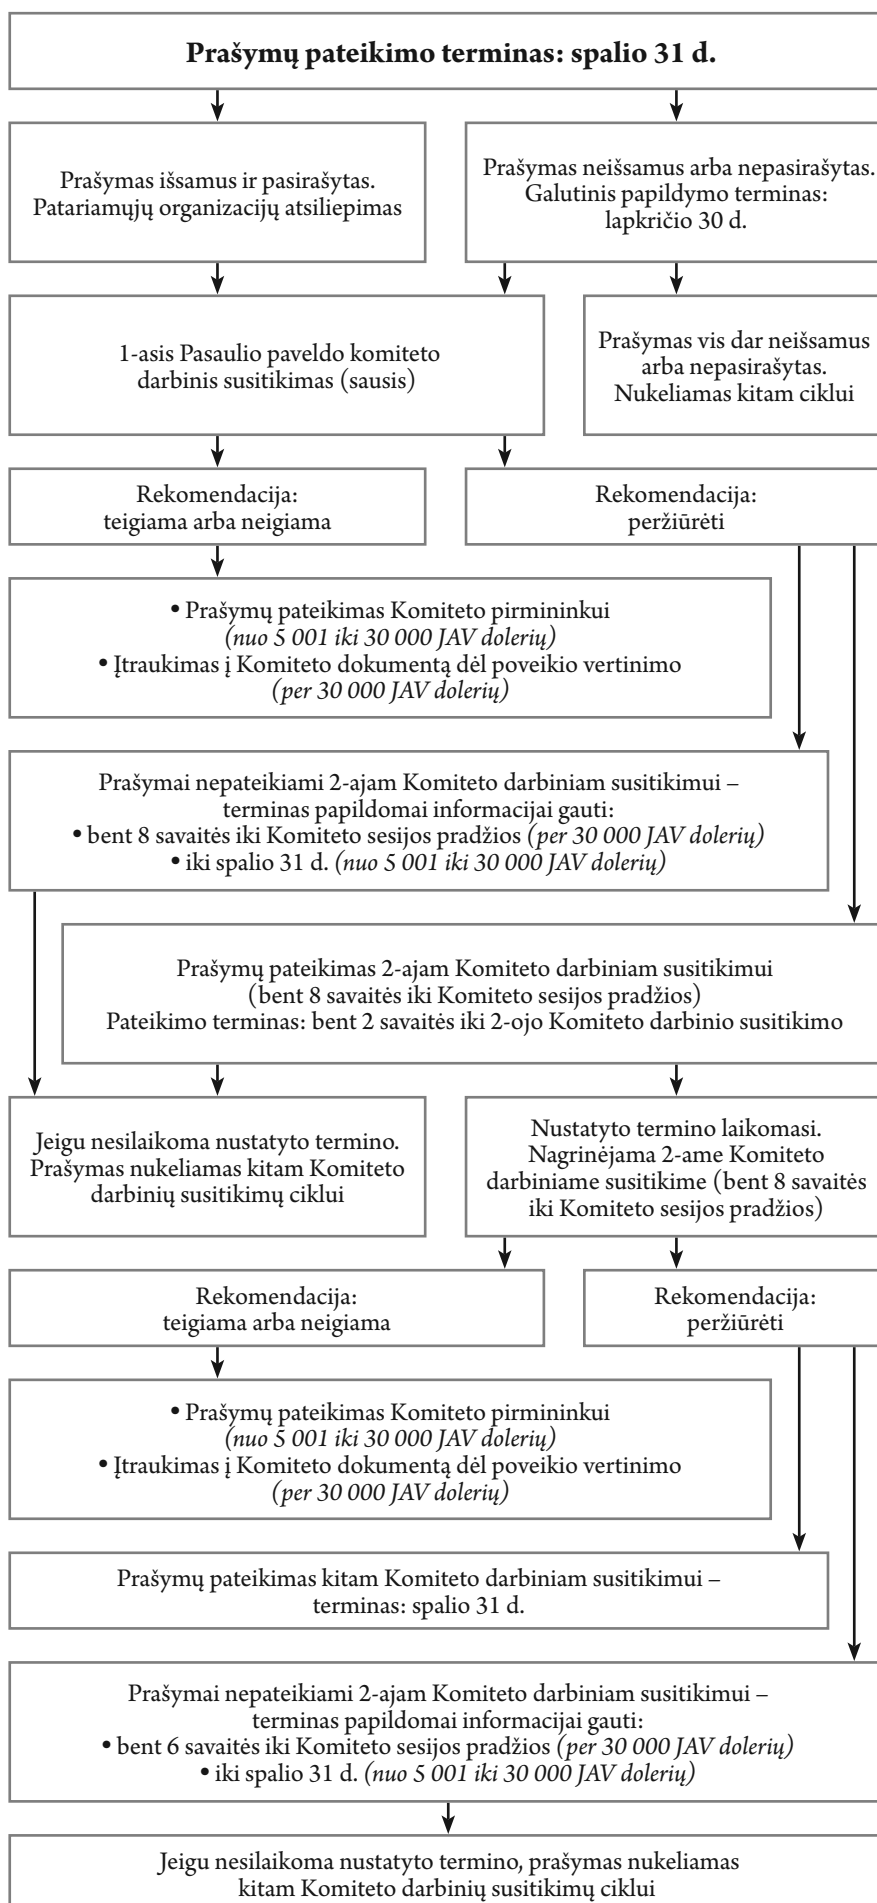 Prašymų pateikimo terminas: spalio 31 d.
Prašymas išsamus ir pasirašytas.
Patariamųjų organizacijų atsiliepimas
Prašymas neišsamus arba nepasirašytas.
Galutinis papildymo terminas:
lapkričio 30 d.
1-asis Pasaulio paveldo komiteto
darbinis susitikimas (sausis)
Prašymas vis dar neišsamus
arba nepasirašytas.
Nukeliamas kitam ciklui
Rekomendacija:
teigiama arba neigiama
Rekomendacija:
peržiūrėti
• Prašymų pateikimas Komiteto pirmininkui
(nuo 5 001 iki 30 000 JAV dolerių)
• Įtraukimas į Komiteto dokumentą dėl poveikio vertinimo
(per 30 000 JAV dolerių)
Prašymai nepateikiami 2-ajam Komiteto darbiniam susitikimui –
terminas papildomai informacijai gauti:
• bent 8 savaitės iki Komiteto sesijos pradžios (per 30 000 JAV dolerių)
• iki spalio 31 d. (nuo 5 001 iki 30 000 JAV dolerių)
Prašymų pateikimas 2-ajam Komiteto darbiniam susitikimui
(bent 8 savaitės iki Komiteto sesijos pradžios)
Pateikimo terminas: bent 2 savaitės iki 2-ojo Komiteto darbinio susitikimo
Jeigu nesilaikoma nustatyto termino.
Prašymas nukeliamas kitam Komiteto
darbinių susitikimų ciklui
Nustatyto termino laikomasi.
Nagrinėjama 2-ame Komiteto
darbiniame susitikime (bent 8 savaitės
iki Komiteto sesijos pradžios)
Rekomendacija:
teigiama arba neigiama
Rekomendacija:
peržiūrėti
• Prašymų pateikimas Komiteto pirmininkui
(nuo 5 001 iki 30 000 JAV dolerių)
• Įtraukimas į Komiteto dokumentą dėl poveikio vertinimo
(per 30 000 JAV dolerių)
Prašymų pateikimas kitam Komiteto darbiniam susitikimui –
terminas: spalio 31 d.
Prašymai nepateikiami 2-ajam Komiteto darbiniam susitikimui –
terminas papildomai informacijai gauti:
• bent 6 savaitės iki Komiteto sesijos pradžios (per 30 000 JAV dolerių)
• iki spalio 31 d. (nuo 5 001 iki 30 000 JAV dolerių)
Jeigu nesilaikoma nustatyto termino, prašymas nukeliamas
kitam Komiteto darbinių susitikimų ciklui